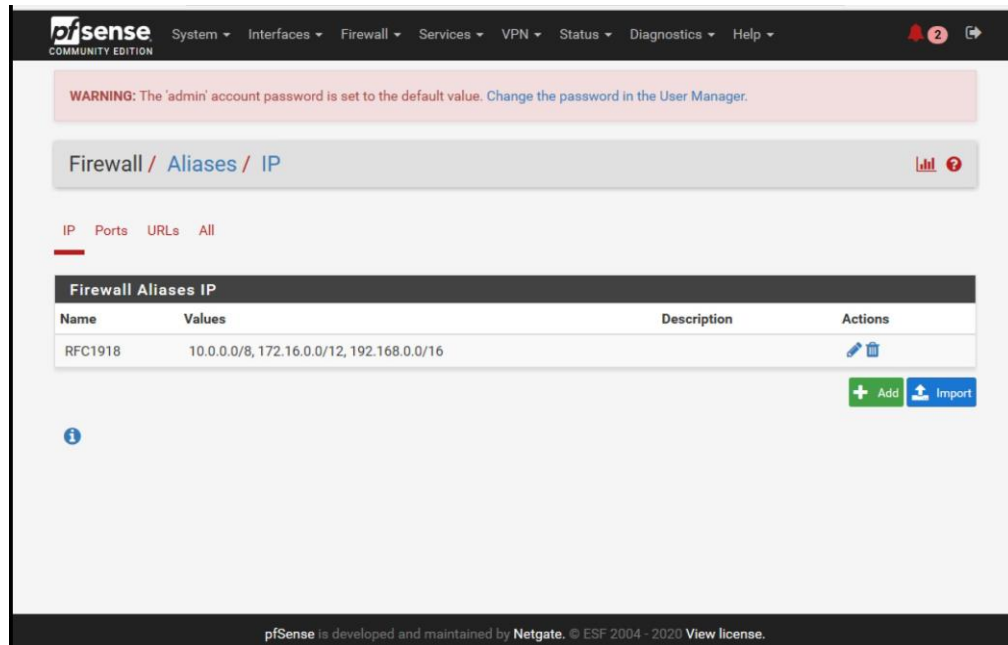 pfsense System Interfaces Firewall Services VPN Status Diagnostics Help 2
COMMUNITY EDITION
WARNING: The 'admin' account password is set to the default value. Change the password in the User Manager.
Firewall / Aliases / IP
IP Ports URLs All
Firewall Aliases IP
Name Values Description Actions
RFC1918 10.0.0.0/8, 172.16.0.0/12, 192.168.0.0/16
Add Import
pfSense is developed and maintained by Netgate. © ESF 2004 - 2020 View license.